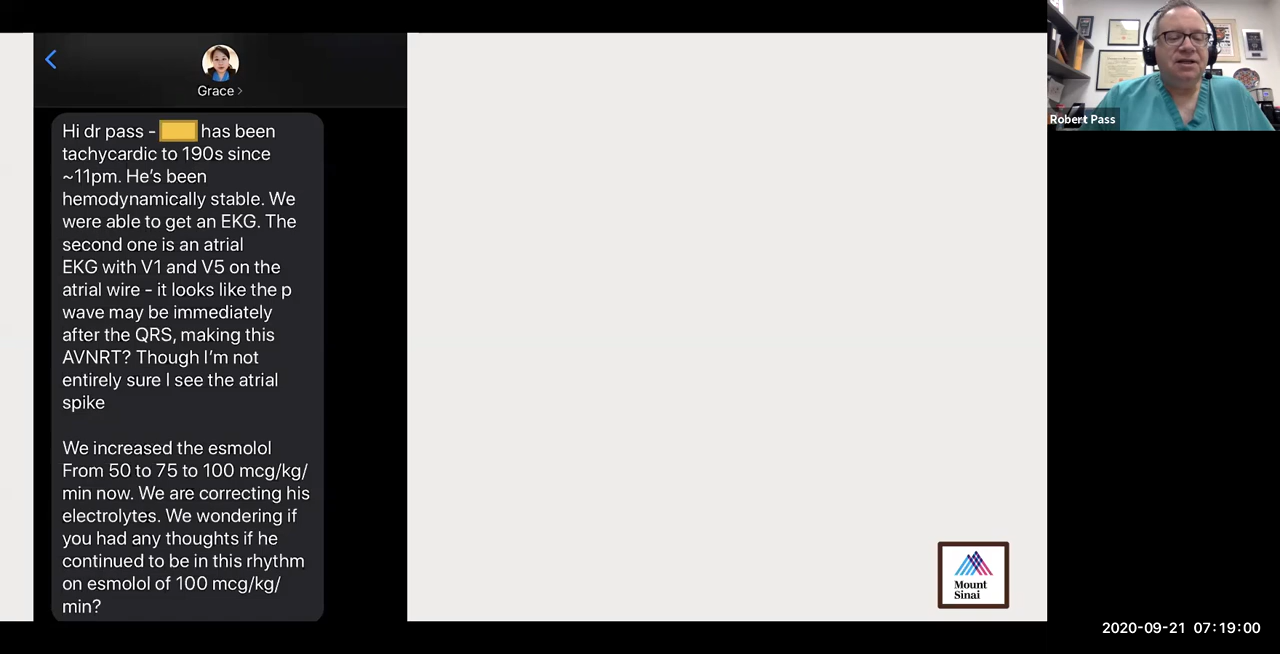 Grace >
Hi dr pass - has been
tachycardic to 190s since
~11pm. He's been
hemodynamically stable. We
were able to get an EKG. The
second one is an atrial
EKG with V1 and V5 on the
atrial wire - it looks like the p
wave may be immediately
after the QRS, making this
AVNRT? Though I'm not
entirely sure I see the atrial
spike
We increased the esmolol
From 50 to 75 to 100 mcg/kg/
min now. We are correcting his
electrolytes. We wondering if
you had any thoughts if he
continued to be in this rhythm
on esmolol of 100 mcg/kg/
min?
Robert Pass
Mount
Sinai
2020-09-21 07:19:00